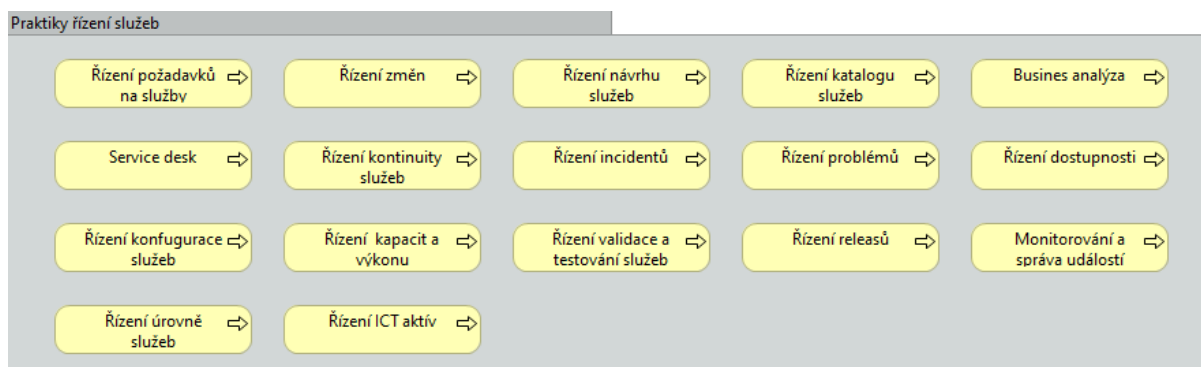 Praktiky řízení služeb
Řízení požadavků
na služby
Řízení změn
Řízení návrhu
služeb
Řízení katalogu
služeb
Busines analýza
Service desk
Řízení kontinuity
služeb
Řízení incidentů
Řízení problémů
Řízení dostupnosti
Řízení konfugurace
služeb
Řízení kapacit a
výkonu
Řízení validace a
testování služeb
Řízení releasů
Monitorování a
správa událostí
Řízení úrovně
služeb
Řízení ICT aktív